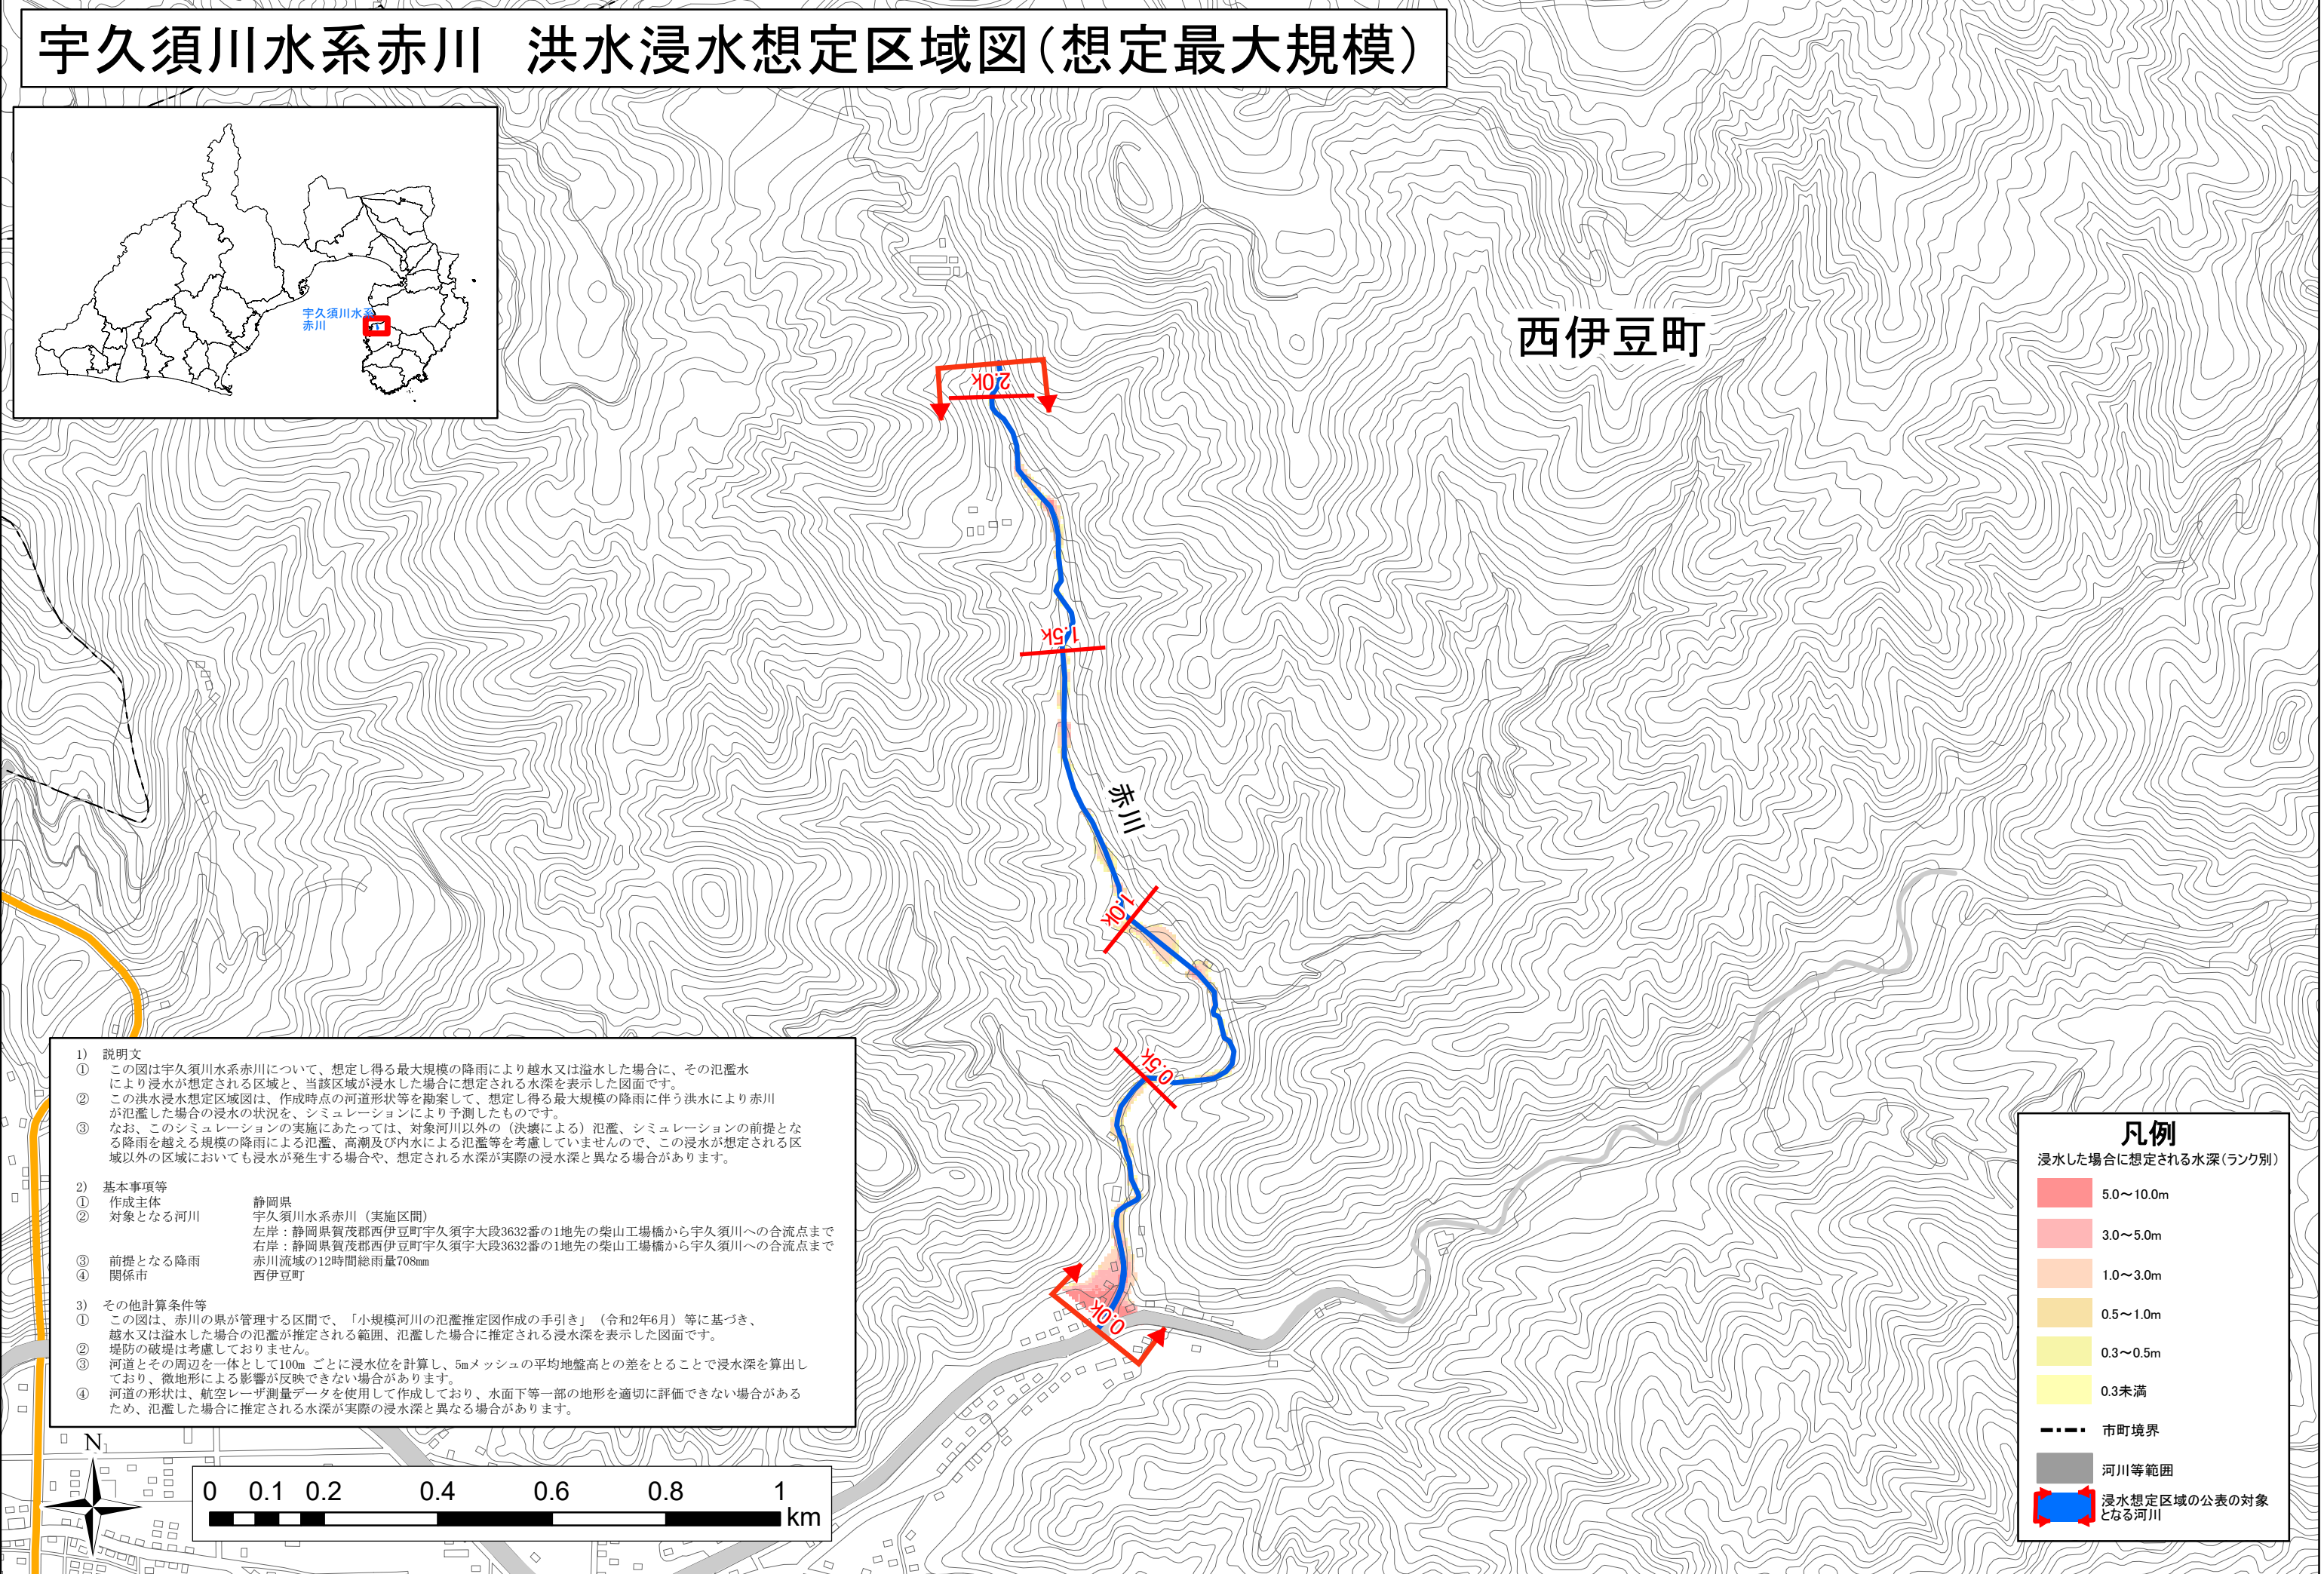 宇久須川水系赤川　洪水浸水想定区域図（想定最大規模）
宇久須川水系
赤川
西伊豆町
2.0k
1.5k
赤川
1.0k
0.5k
0.0k
1)　説明文
①　この図は宇久須川水系赤川について、想定し得る最大規模の降雨により越水又は溢水した場合に、その氾濫水
により浸水が想定される区域と、当該区域が浸水した場合に想定される水深を表示した図面です。
②　この洪水浸水想定区域図は、作成時点の河道形状等を勘案して、想定し得る最大規模の降雨に伴う洪水により赤川
が氾濫した場合の浸水の状況を、シミュレーションにより予測したものです。
③　なお、このシミュレーションの実施にあたっては、対象河川以外の（決壊による）氾濫、シミュレーションの前提とな
る降雨を越える規模の降雨による氾濫、高潮及び内水による氾濫等を考慮していませんので、この浸水が想定される区
域以外の区域においても浸水が発生する場合や、想定される水深が実際の浸水深と異なる場合があります。
2)　基本事項等
①　作成主体　静岡県
②　対象となる河川　宇久須川水系赤川（実施区間）
左岸：静岡県賀茂郡西伊豆町宇久須字大段3632番の1地先の柴山工場橋から宇久須川への合流点まで
右岸：静岡県賀茂郡西伊豆町宇久須字大段3632番の1地先の柴山工場橋から宇久須川への合流点まで
③　前提となる降雨　赤川流域の12時間総雨量708mm
④　関係市　西伊豆町
3)　その他計算条件等
①　この図は、赤川の県が管理する区間で、「小規模河川の氾濫推定図作成の手引き」（令和2年6月）等に基づき、
越水又は溢水した場合の氾濫が推定される範囲、氾濫した場合に推定される浸水深を表示した図面です。
②　堤防の破堤は考慮しておりません。
③　河道とその周辺を一体として100m ごとに浸水位を計算し、5mメッシュの平均地盤高との差をとることで浸水深を算出し
ており、微地形による影響が反映できない場合があります。
④　河道の形状は、航空レーザ測量データを使用して作成しており、水面下等一部の地形を適切に評価できない場合がある
ため、氾濫した場合に推定される水深が実際の浸水深と異なる場合があります。
N
0 0.1 0.2 0.4 0.6 0.8 1
km
凡例
浸水した場合に想定される水深（ランク別）
5.0～10.0m
3.0～5.0m
1.0～3.0m
0.5～1.0m
0.3～0.5m
0.3未満
市町境界
河川等範囲
浸水想定区域の公表の対象
となる河川